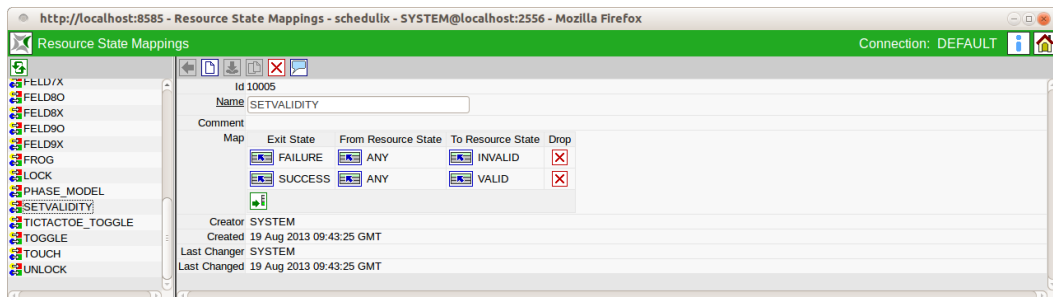 http://localhost:8585 - Resource State Mappings - schedulix - SYSTEM@localhost:2556 - Mozilla Firefox
Resource State Mappings
Connection: DEFAULT
FELD7X
FELD8O
FELD8X
FELD9O
FELD9X
FROG
LOCK
PHASE_MODEL
SETVALIDITY
TICTACTOE_TOGGLE
TOGGLE
TOUCH
UNLOCK
Id 10005
Name SETVALIDITY
Comment
Map Exit State From Resource State To Resource State Drop
FAILURE ANY INVALID
SUCCESS ANY VALID
Creator SYSTEM
Created 19 Aug 2013 09:43:25 GMT
Last Changer SYSTEM
Last Changed 19 Aug 2013 09:43:25 GMT